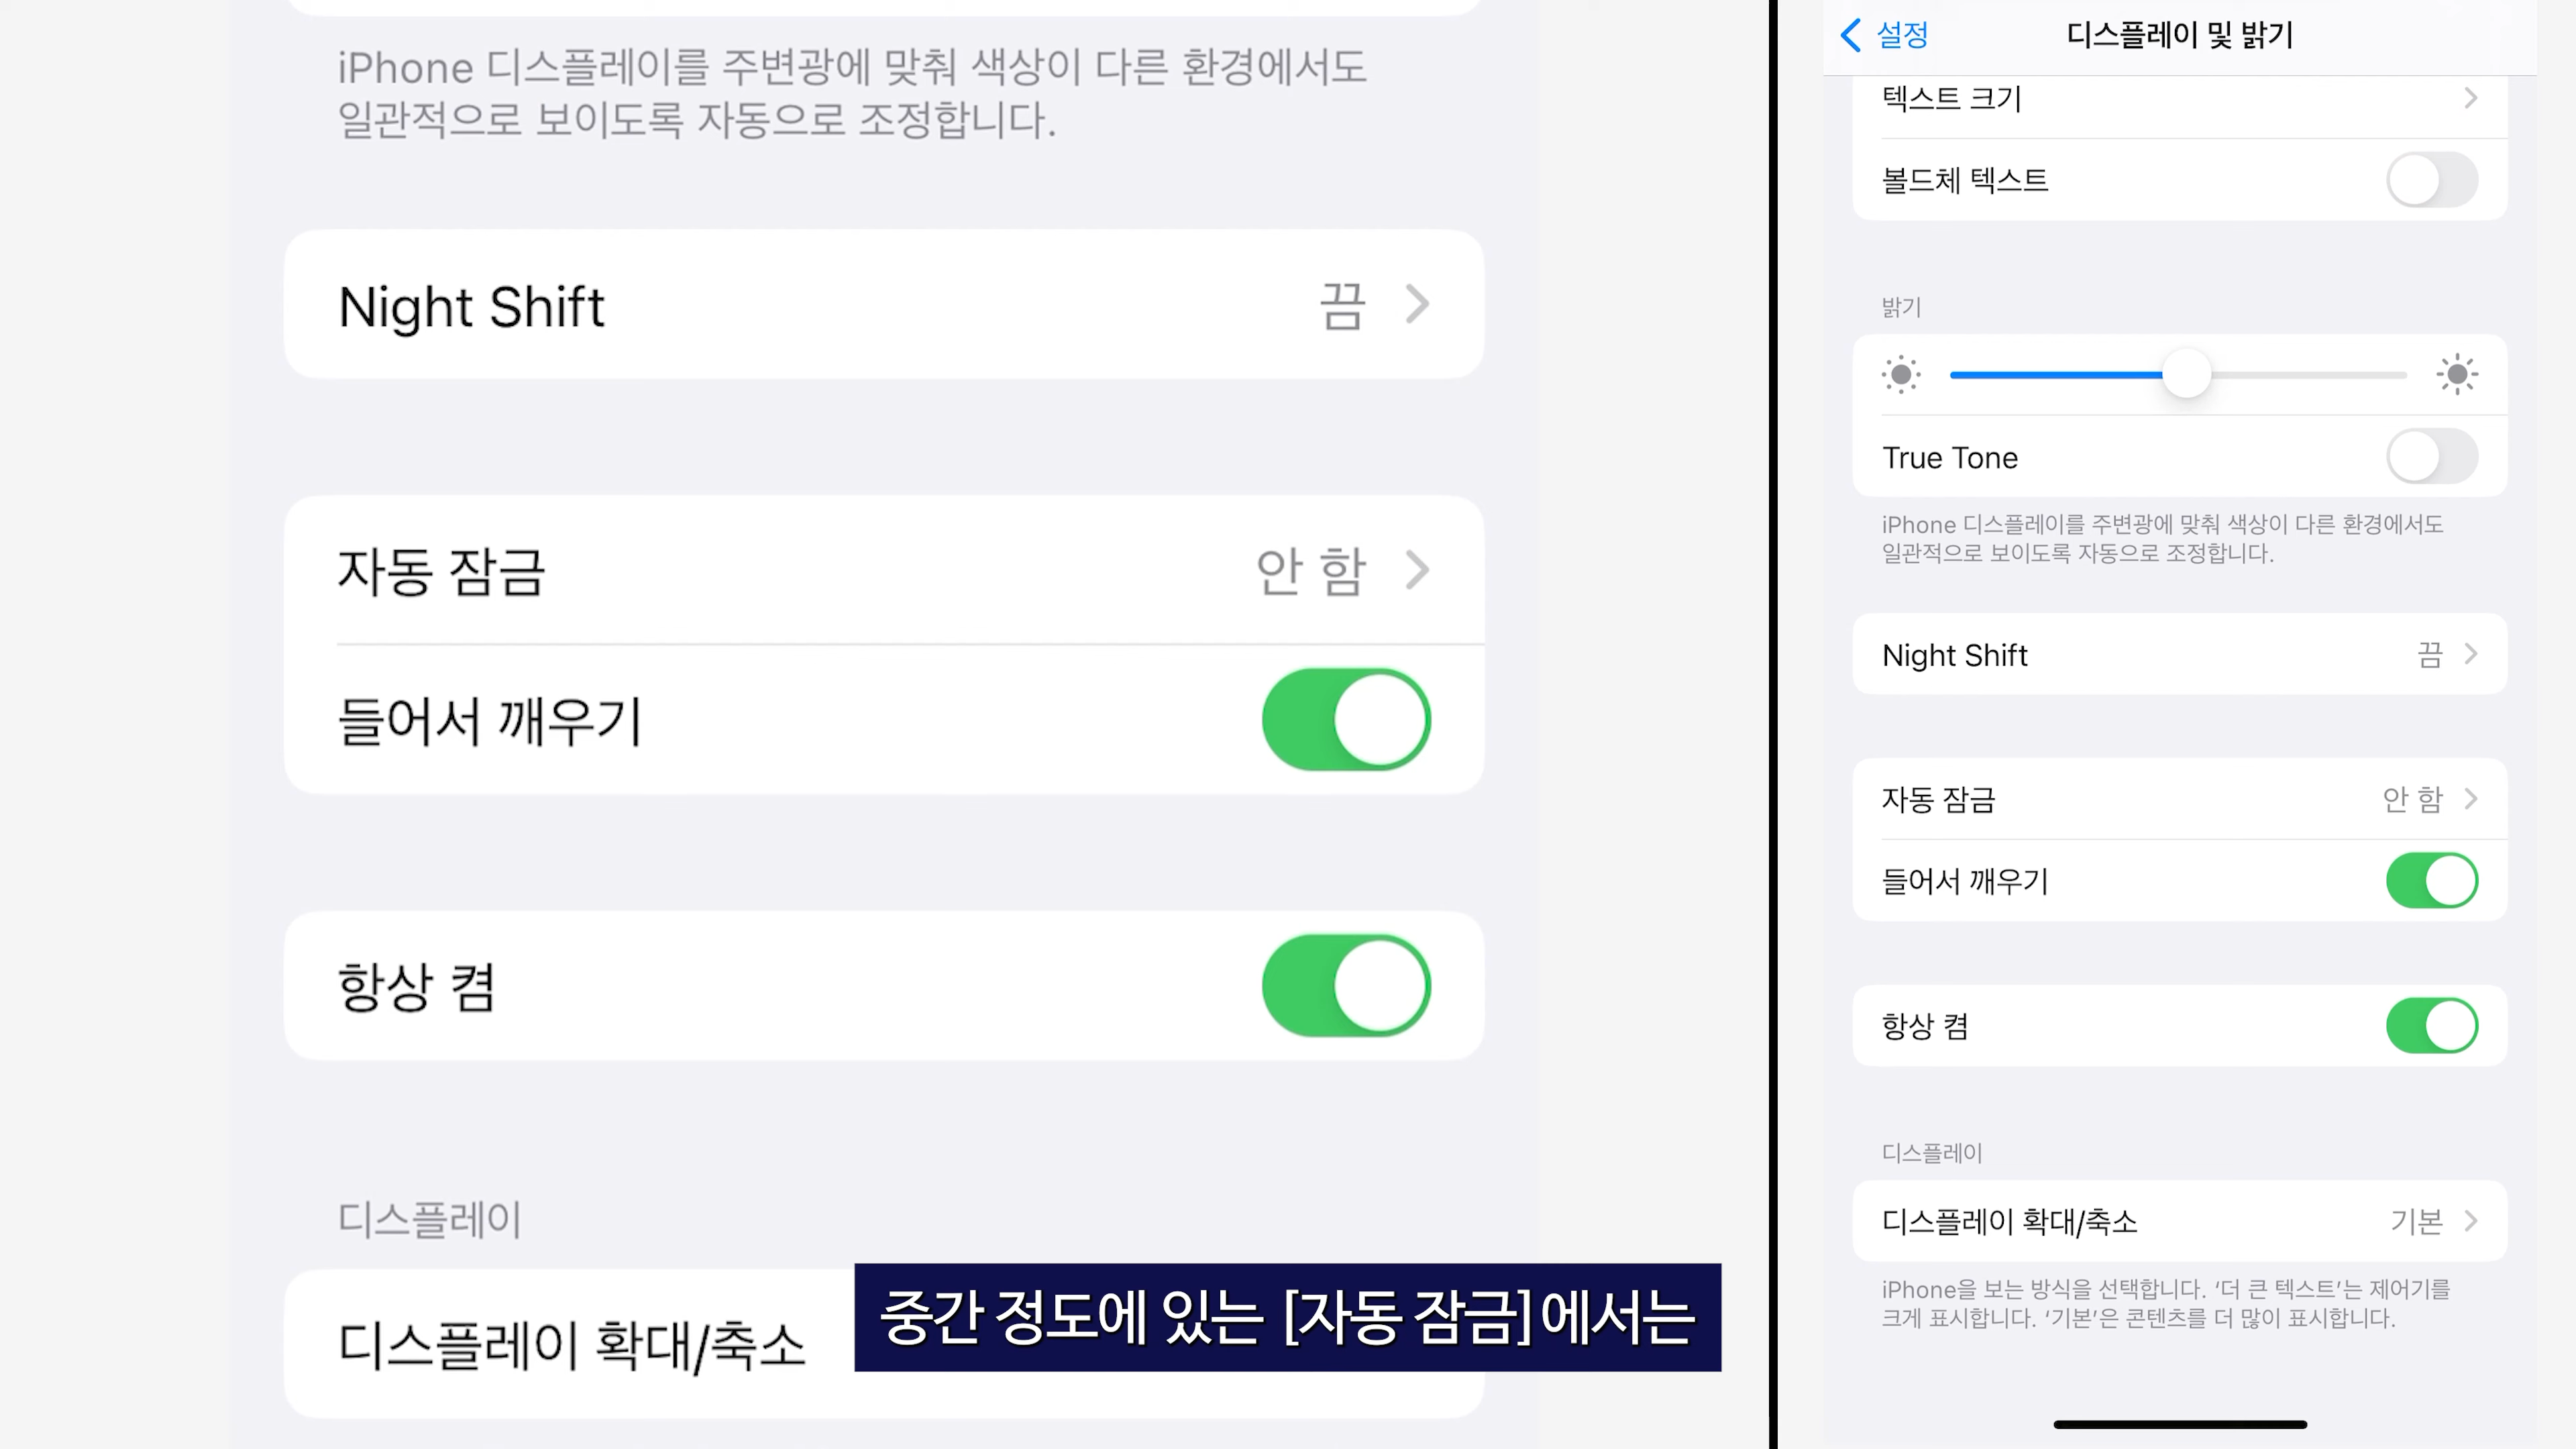 iPhone 디스플레이를 주변광에 맞춰 색상이 다른 환경에서도
일관적으로 보이도록 자동으로 조정합니다.
Night Shift 끔
자동 잠금 안 함
들어서 깨우기
항상 켬
디스플레이
디스플레이 확대/축소
중간 정도에 있는 [자동 잠금]에서는
설정 디스플레이 및 밝기
텍스트 크기
볼드체 텍스트
밝기
True Tone
iPhone 디스플레이를 주변광에 맞춰 색상이 다른 환경에서도
일관적으로 보이도록 자동으로 조정합니다.
Night Shift 끔
자동 잠금 안 함
들어서 깨우기
항상 켬
디스플레이
디스플레이 확대/축소 기본
iPhone을 보는 방식을 선택합니다. ‘더 큰 텍스트’는 제어기를
크게 표시합니다. ‘기본’은 콘텐츠를 더 많이 표시합니다.